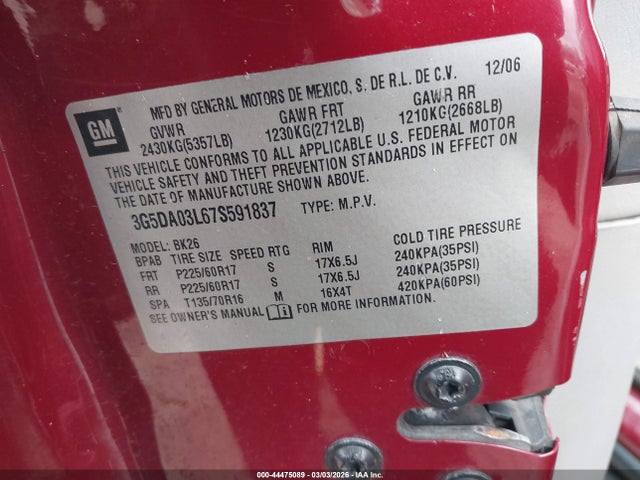 GM
MFD BY GENERAL MOTORS DE MEXICO, S. DE R.L. DE C.V. 12/06
GVWR GAWR FRT GAWR RR
2430KG(5357LB) 1230KG(2712LB) 1210KG(2668LB)
THIS VEHICLE CONFORMS TO ALL APPLICABLE U.S. FEDERAL MOTOR
VEHICLE SAFETY AND THEFT PREVENTION STANDARDS IN EFFECT ON
THE DATE OF MANUFACTURE SHOWN ABOVE.
3G5DA03L67S591837 TYPE: M.P.V.
MODEL: BK26
BPAB TIRE SIZE SPEED RTG RIM COLD TIRE PRESSURE
FRT P225/60R17 S 17X6.5J 240KPA(35PSI)
RR P225/60R17 S 17X6.5J 240KPA(35PSI)
SPA T135/70R16 M 16X4T 420KPA(60PSI)
SEE OWNER'S MANUAL FOR MORE INFORMATION.
000-44475089 - 03/03/2026 - IAAI.COM